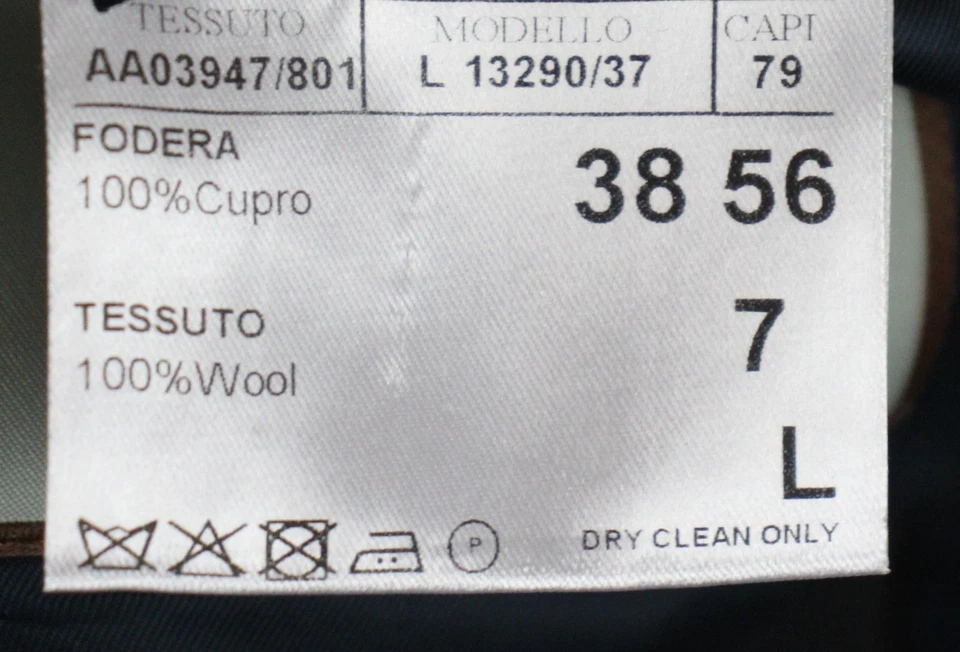 TESSUTO MODELLO CAPI
AA03947/801 L 13290/37 79
FODERA
100%Cupro
38 56
TESSUTO
100%Wool
7
L
P
DRY CLEAN ONLY